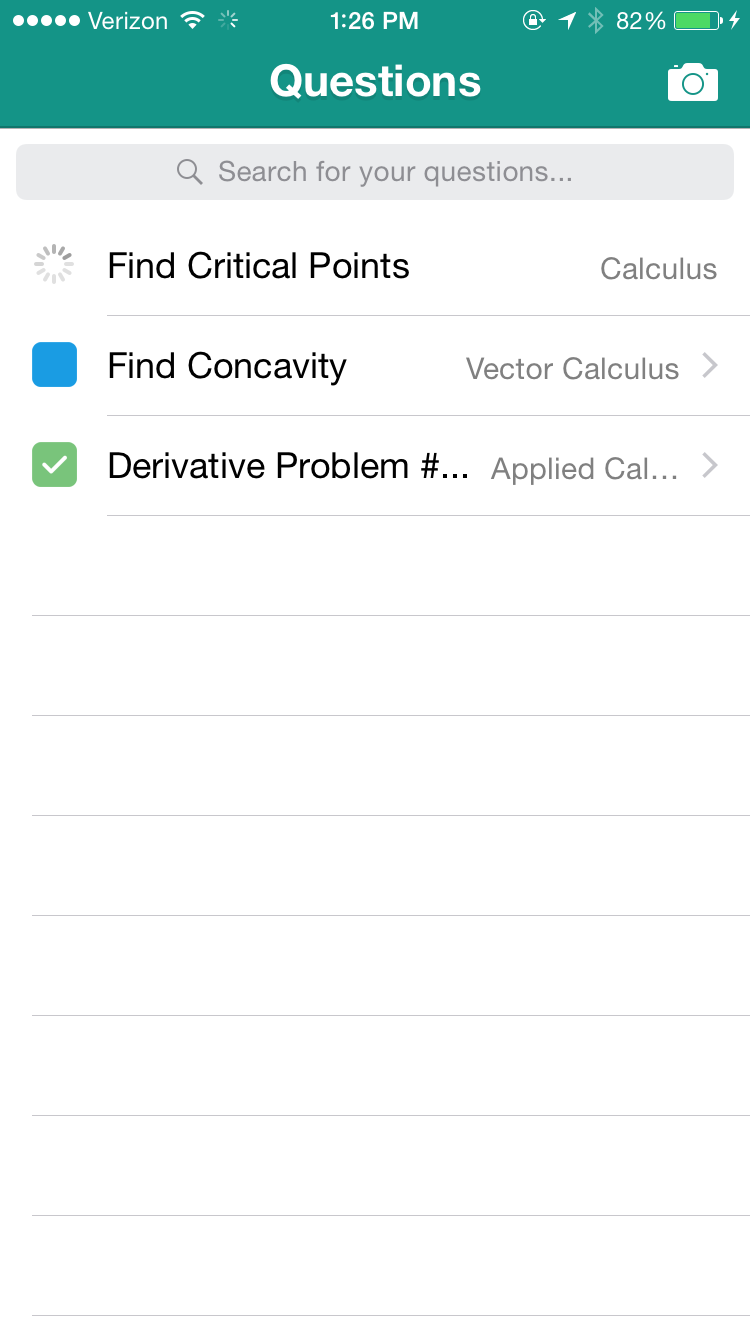 Verizon 1:26 PM 82%
Questions
Search for your questions...
Find Critical Points Calculus
Find Concavity Vector Calculus
Derivative Problem #... Applied Cal...